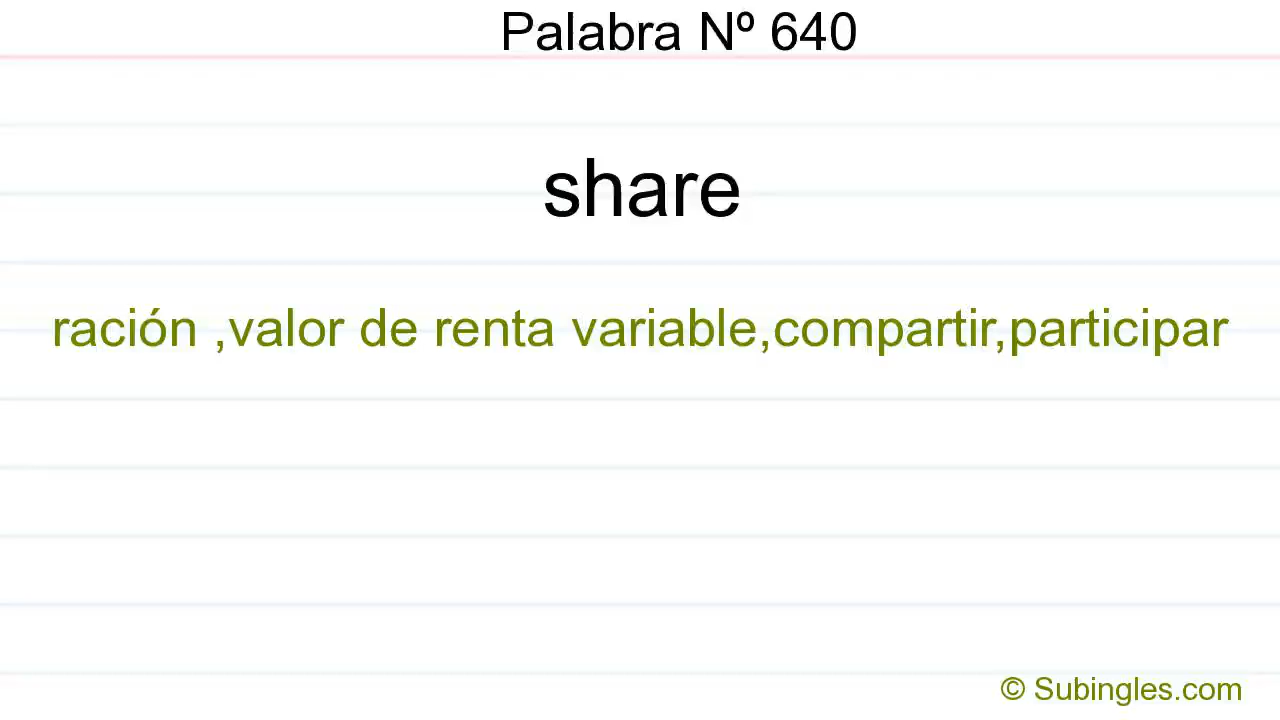 Palabra Nº 640
share
ración ,valor de renta variable,compartir,participar
© Subingles.com